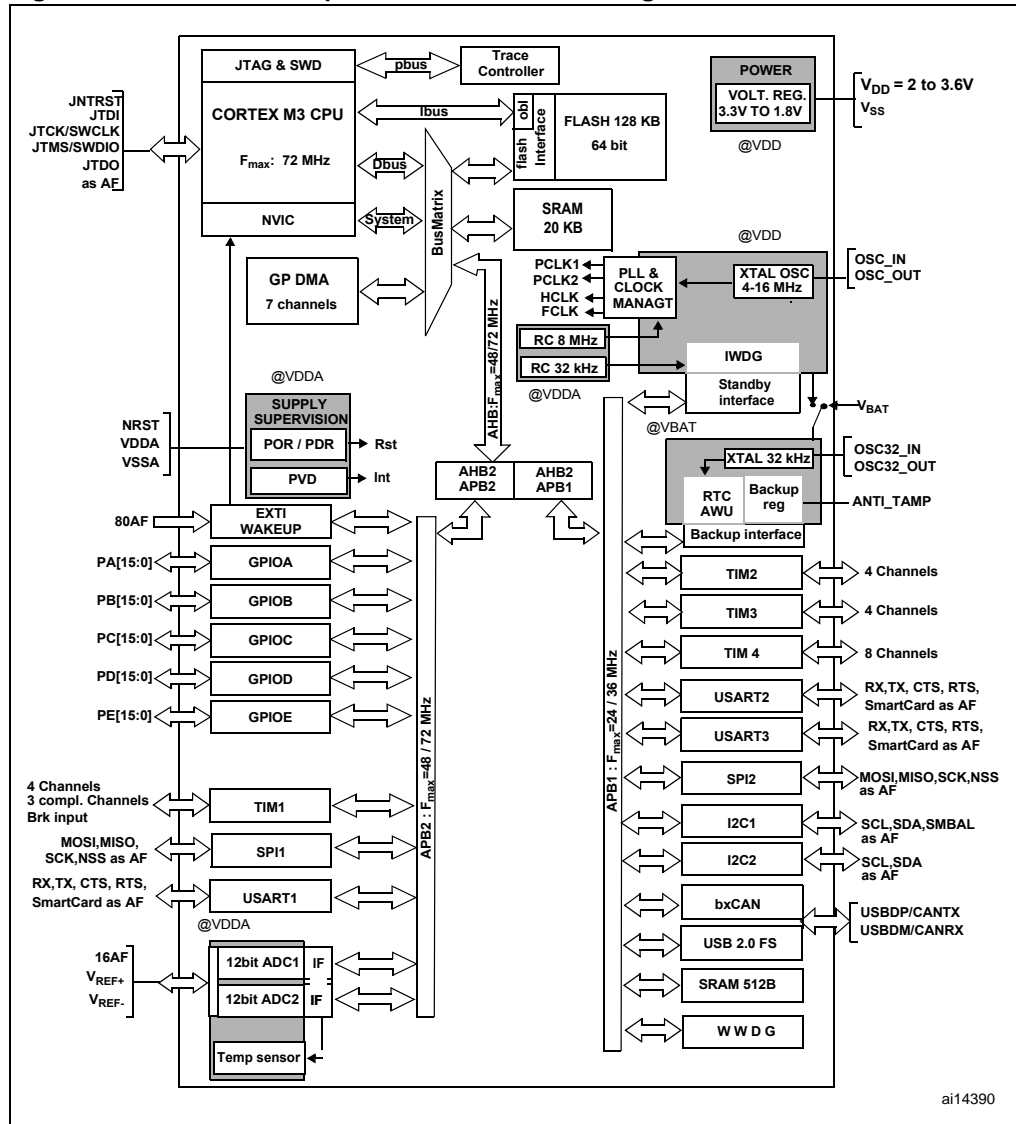 JTAG & SWD
pbus
Trace
Controller
POWER
VOLT. REG.
3.3V TO 1.8V
@VDD
VDD = 2 to 3.6V
VSS
JNTRST
JTDI
JTCK/SWCLK
JTMS/SWDIO
JTDO
as AF
CORTEX M3 CPU
Fmax: 72 MHz
NVIC
Ibus
Dbus
System
BusMatrix
flash obl
Interface
FLASH 128 KB
64 bit
SRAM
20 KB
GP DMA
7 channels
AHB:Fmax=48/72 MHz
@VDD
PCLK1
PCLK2
HCLK
FCLK
PLL &
CLOCK
MANAGT
XTAL OSC
4-16 MHz
OSC_IN
OSC_OUT
RC 8 MHz
RC 32 kHz
@VDDA
IWDG
Standby
interface
@VBAT
VBAT
@VDDA
SUPPLY
SUPERVISION
NRST
VDDA
VSSA
POR / PDR
Rst
PVD
Int
XTAL 32 kHz
OSC32_IN
OSC32_OUT
RTC
AWU
Backup
reg
ANTI_TAMP
Backup interface
AHB2
APB2
AHB2
APB1
80AF
EXTI
WAKEUP
PA[15:0]
GPIOA
PB[15:0]
GPIOB
PC[15:0]
GPIOC
PD[15:0]
GPIOD
PE[15:0]
GPIOE
4 Channels
3 compl. Channels
Brk input
TIM1
MOSI,MISO,
SCK,NSS as AF
SPI1
RX,TX, CTS, RTS,
SmartCard as AF
USART1
@VDDA
16AF
VREF+
VREF-
12bit ADC1
IF
12bit ADC2
IF
Temp sensor
APB2 : Fmax=48 / 72 MHz
APB1 : Fmax=24 / 36 MHz
TIM2
4 Channels
TIM3
4 Channels
TIM 4
8 Channels
USART2
RX,TX, CTS, RTS,
SmartCard as AF
USART3
RX,TX, CTS, RTS,
SmartCard as AF
SPI2
MOSI,MISO,SCK,NSS
as AF
I2C1
SCL,SDA,SMBAL
as AF
I2C2
SCL,SDA
as AF
bxCAN
USBDP/CANTX
USBDM/CANRX
USB 2.0 FS
SRAM 512B
W W D G
ai14390